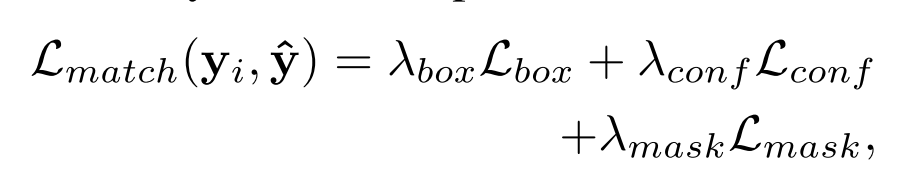 ℒ_{match}(𝐲_i, 𝐲̂) = λ_{box}ℒ_{box} + λ_{conf}ℒ_{conf}
+λ_{mask}ℒ_{mask},